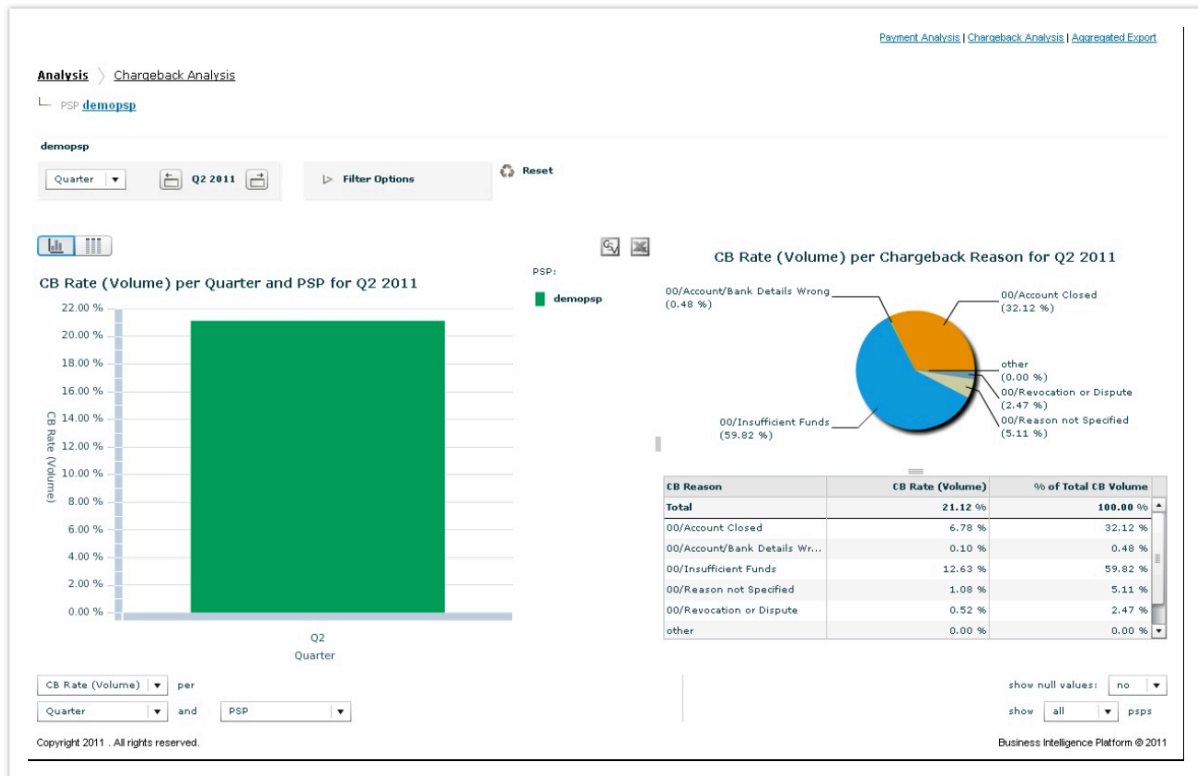 Payment Analysis | Chargeback Analysis | Aggregated Export
Analysis Chargeback Analysis
PSP demopsp
demopsp
Quarter Q2 2011 Filter Options Reset
CSV
CB Rate (Volume) per Quarter and PSP for Q2 2011
PSP:
demopsp
22.00 %
20.00 %
18.00 %
16.00 %
14.00 %
12.00 %
10.00 %
8.00 %
6.00 %
4.00 %
2.00 %
0.00 %
CB Rate (Volume)
Q2
Quarter
CB Rate (Volume) per Chargeback Reason for Q2 2011
00/Account/Bank Details Wrong
(0.48 %)
00/Account Closed
(32.12 %)
other
(0.00 %)
00/Revocation or Dispute
(2.47 %)
00/Reason not Specified
(5.11 %)
00/Insufficient Funds
(59.82 %)
CB Reason CB Rate (Volume) % of Total CB Volume
Total 21.12 % 100.00 %
00/Account Closed 6.78 % 32.12 %
00/Account/Bank Details Wr... 0.10 % 0.48 %
00/Insufficient Funds 12.63 % 59.82 %
00/Reason not Specified 1.08 % 5.11 %
00/Revocation or Dispute 0.52 % 2.47 %
other 0.00 % 0.00 %
CB Rate (Volume) per
Quarter and PSP
show null values: no
show all psps
Copyright 2011 . All rights reserved.
Business Intelligence Platform @ 2011